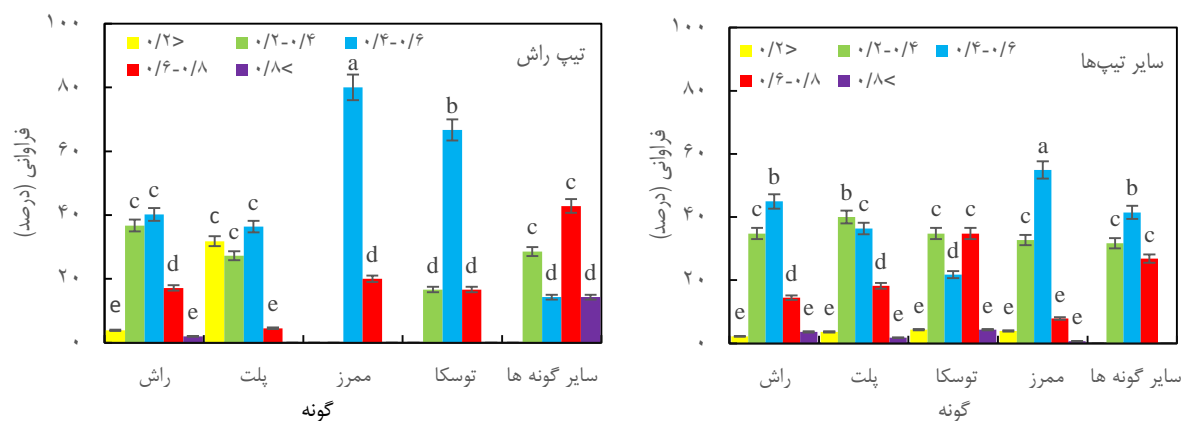 تیپ راش
۰/۲> ۰/۲-۰/۴ ۰/۴-۰/۶
۰/۶-۰/۸ ۰/۸<
فراوانی (درصد)
۱۰۰
۸۰
۶۰
۴۰
۲۰
۰
e c c d e c c c e a d d b d c d c d
راش پلت ممرز توسکا سایر گونه ها
گونه
سایر تیپ‌ها
۰/۲> ۰/۲-۰/۴ ۰/۴-۰/۶
۰/۶-۰/۸ ۰/۸<
فراوانی (درصد)
۱۰۰
۸۰
۶۰
۴۰
۲۰
۰
e c b d e e b c d e e c d c e e c a e e c b c
راش پلت توسکا ممرز سایر گونه ها
گونه